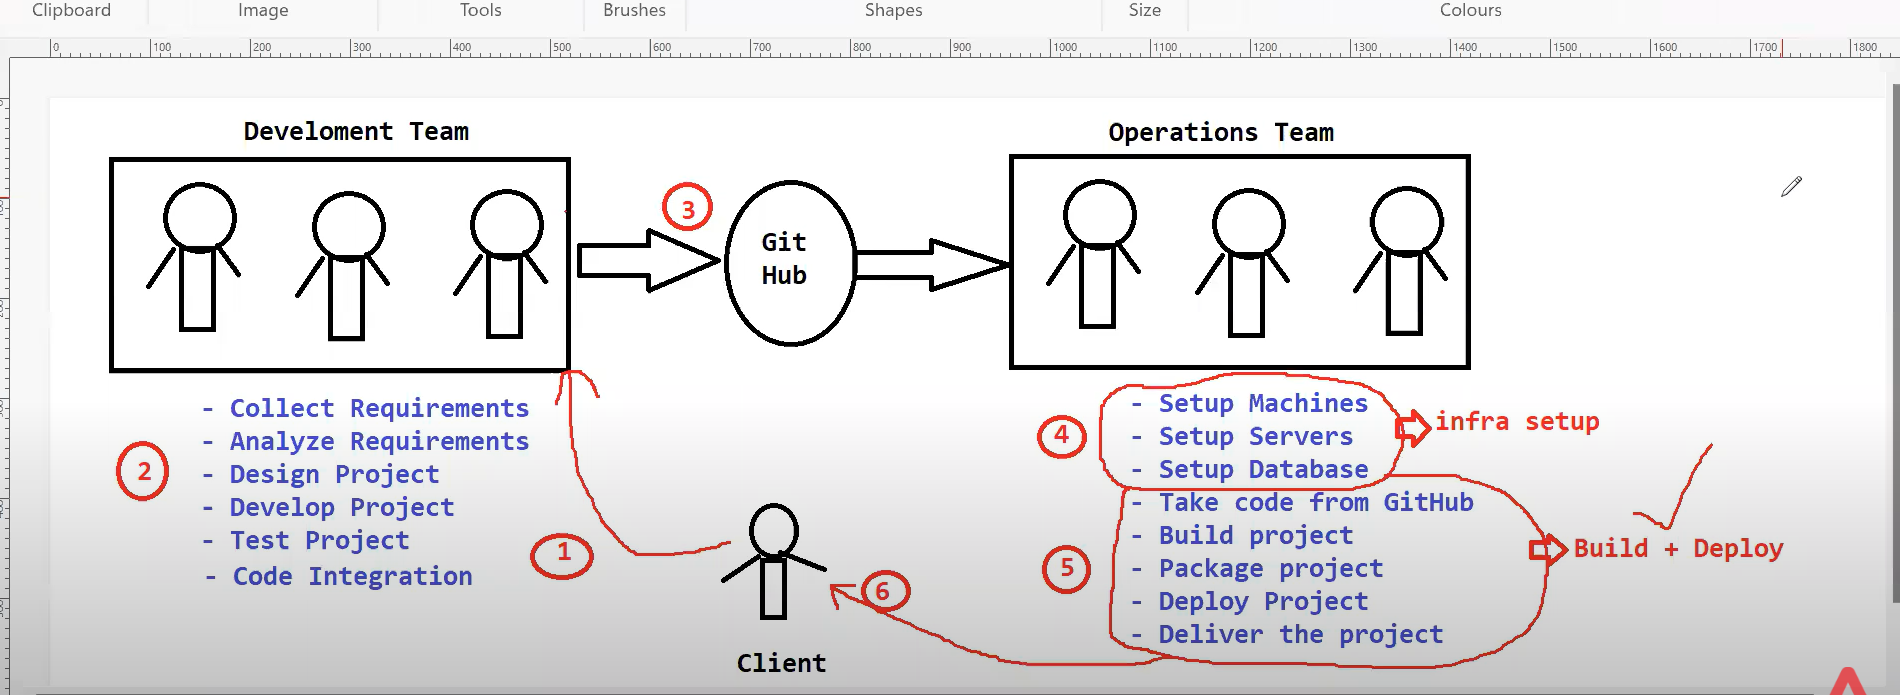 Clipboard
Image
Tools
Brushes
Shapes
Size
Colours
0 100 200 300 400 500 600 700 800 900 1000 1100 1200 1300 1400 1500 1600 1700 1800
Develoment Team
Operations Team
3
Git
Hub
2
- Collect Requirements
- Analyze Requirements
- Design Project
- Develop Project
- Test Project
- Code Integration
1
Client
6
4
- Setup Machines
- Setup Servers
- Setup Database
infra setup
5
- Take code from GitHub
- Build project
- Package project
- Deploy Project
- Deliver the project
Build + Deploy